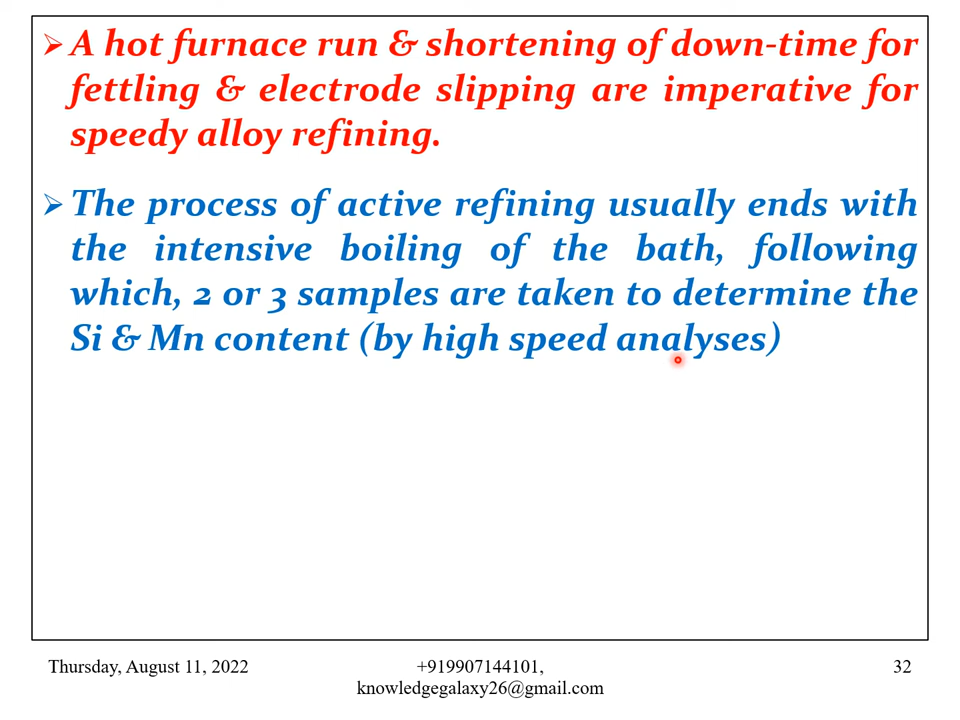 ➢ A hot furnace run & shortening of down-time for
fettling & electrode slipping are imperative for
speedy alloy refining.
➢ The process of active refining usually ends with
the intensive boiling of the bath, following
which, 2 or 3 samples are taken to determine the
Si & Mn content (by high speed analyses)
Thursday, August 11, 2022
+919907144101,
knowledgegalaxy26@gmail.com
32